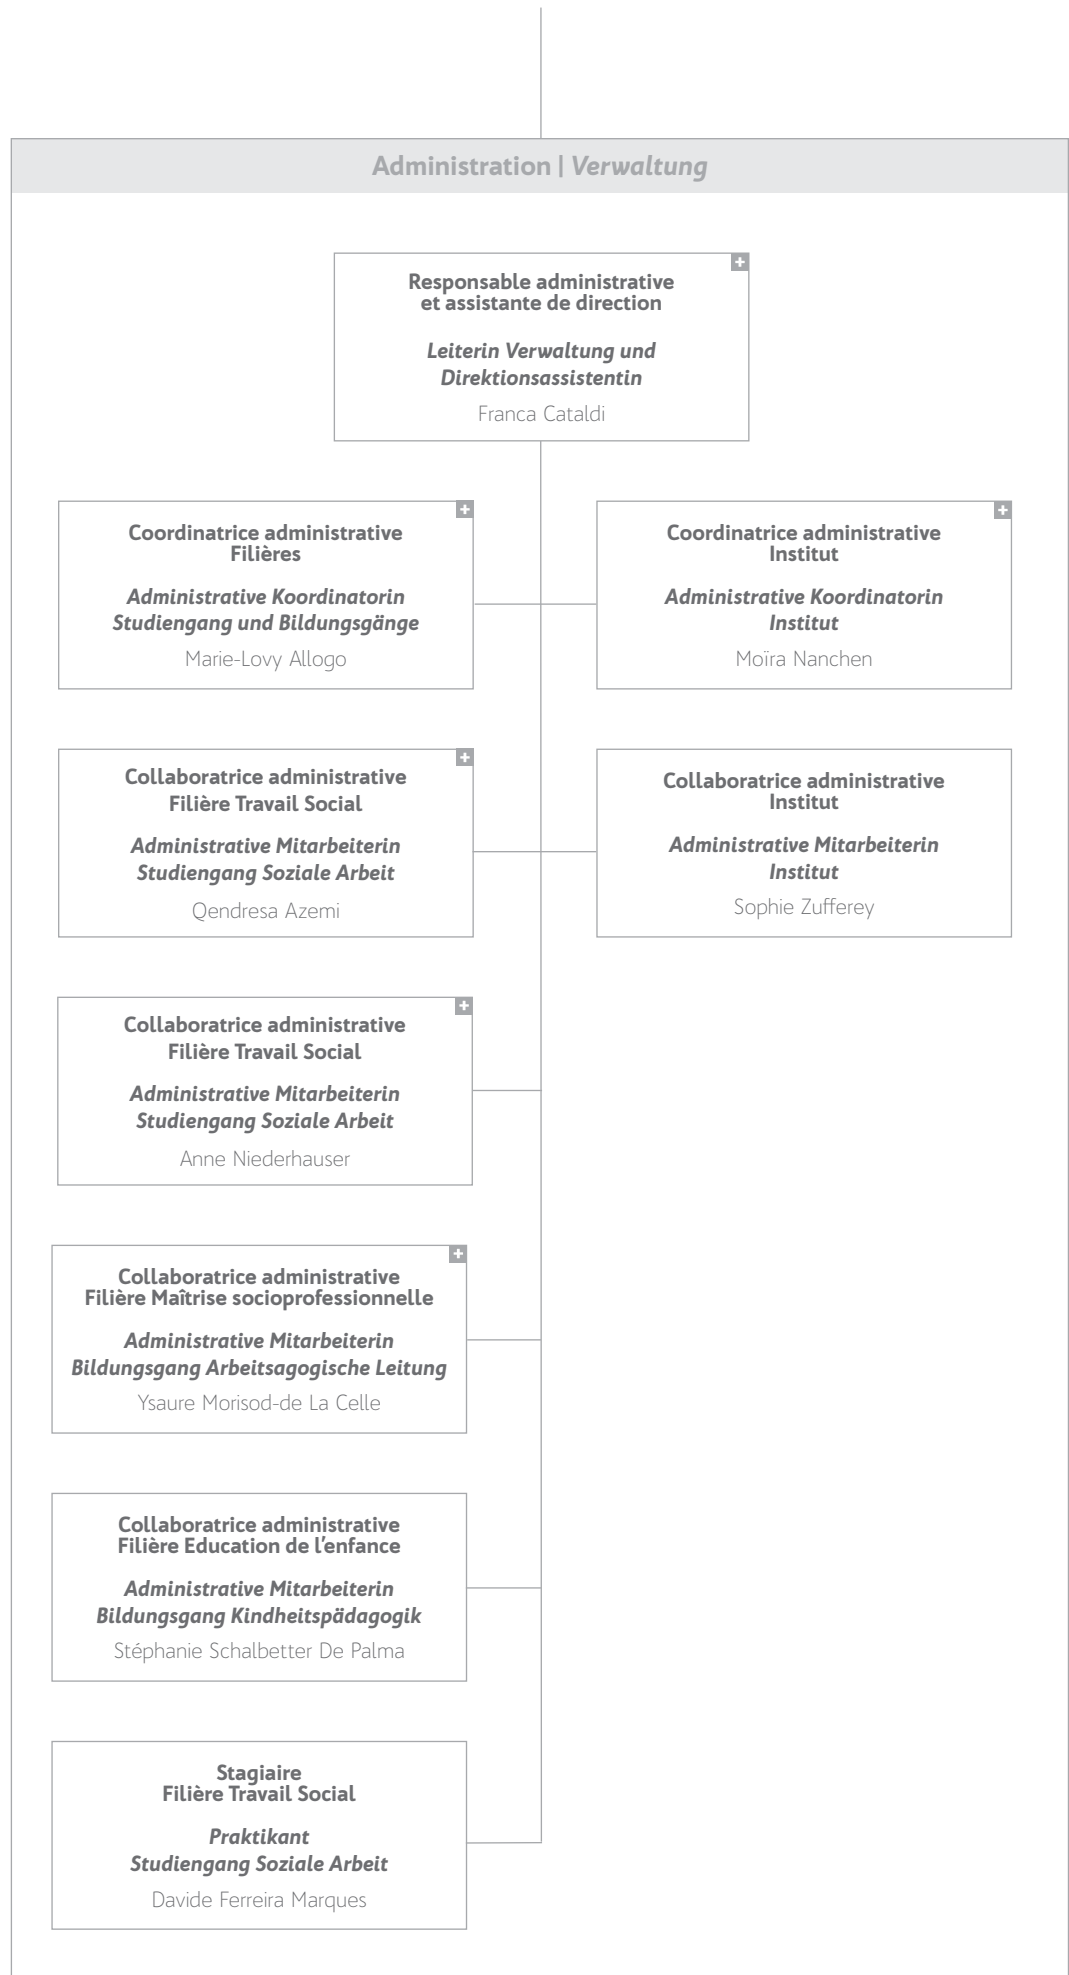 Administration | Verwaltung
Responsable administrative
et assistante de direction
Leiterin Verwaltung und
Direktionsassistentin
Franca Cataldi
Coordinatrice administrative
Filières
Administrative Koordinatorin
Studiengang und Bildungsgänge
Marie-Lovy Allogo
Coordinatrice administrative
Institut
Administrative Koordinatorin
Institut
Moïra Nanchen
Collaboratrice administrative
Filière Travail Social
Administrative Mitarbeiterin
Studiengang Soziale Arbeit
Qendresa Azemi
Collaboratrice administrative
Institut
Administrative Mitarbeiterin
Institut
Sophie Zufferey
Collaboratrice administrative
Filière Travail Social
Administrative Mitarbeiterin
Studiengang Soziale Arbeit
Anne Niederhauser
Collaboratrice administrative
Filière Maîtrise socioprofessionnelle
Administrative Mitarbeiterin
Bildungsgang Arbeitsagogische Leitung
Ysaure Morisod-de La Celle
Collaboratrice administrative
Filière Education de l’enfance
Administrative Mitarbeiterin
Bildungsgang Kindheitspädagogik
Stéphanie Schalbetter De Palma
Stagiaire
Filière Travail Social
Praktikant
Studiengang Soziale Arbeit
Davide Ferreira Marques